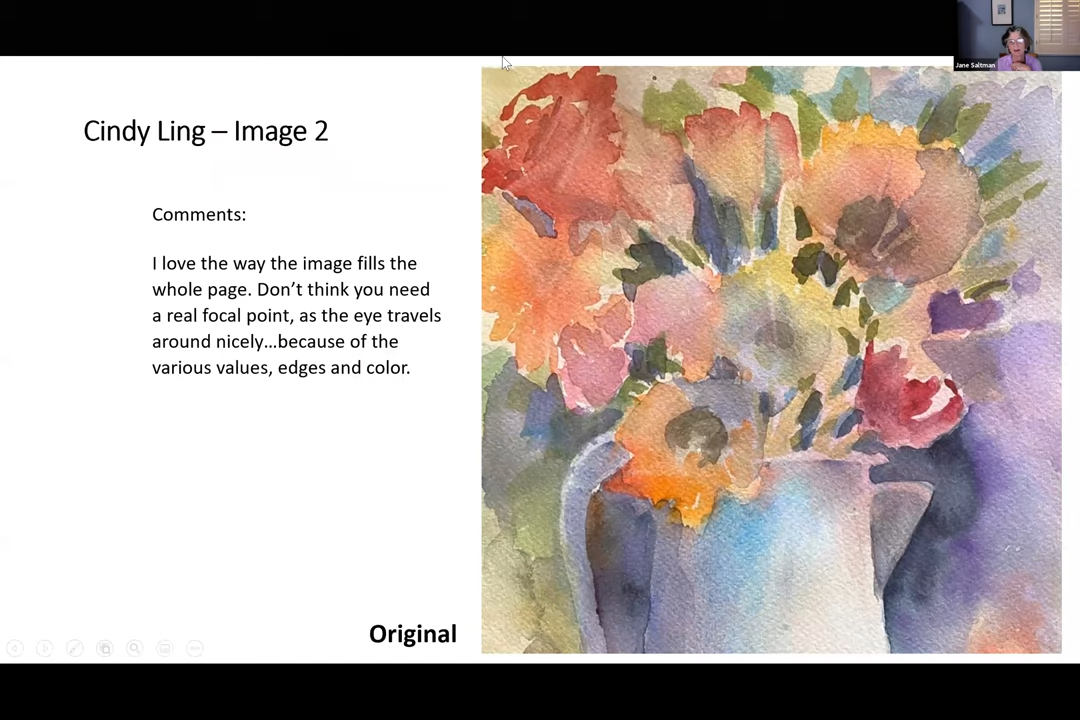 Jane Saltman
Cindy Ling – Image 2
Comments:
I love the way the image fills the
whole page. Don’t think you need
a real focal point, as the eye travels
around nicely…because of the
various values, edges and color.
Original